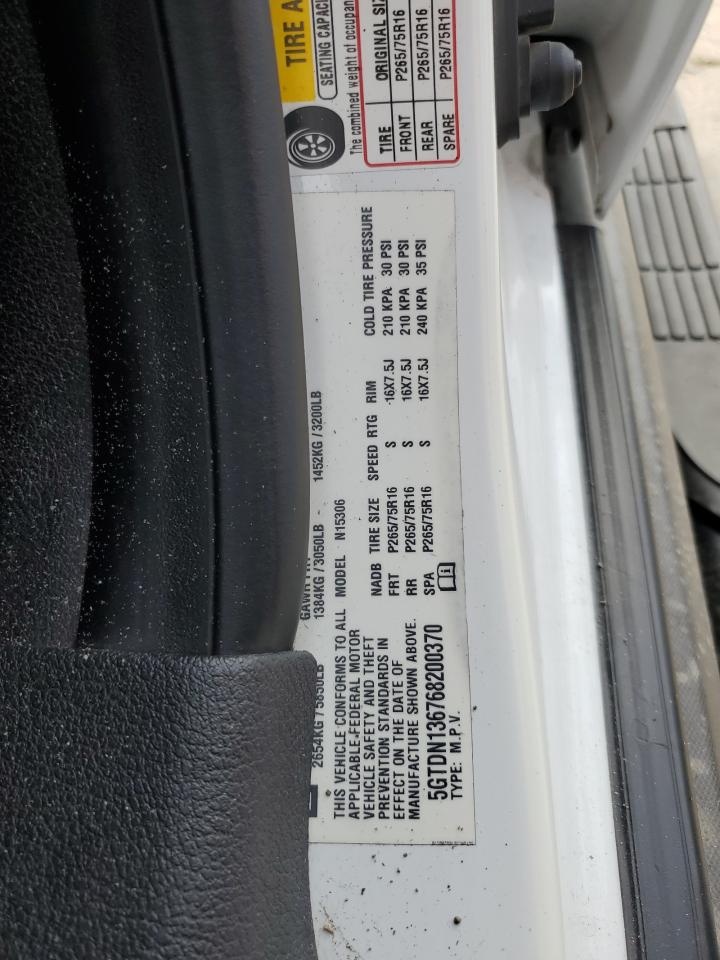 2654KG / 5850LB 1384KG / 3050LB 1452KG / 3200LB
THIS VEHICLE CONFORMS TO ALL
APPLICABLE FEDERAL MOTOR
VEHICLE SAFETY AND THEFT
PREVENTION STANDARDS IN
EFFECT ON THE DATE OF
MANUFACTURE SHOWN ABOVE.
5GTDN136768200370
TYPE: M.P.V.
MODEL N15306
NADB TIRE SIZE SPEED RTG RIM COLD TIRE PRESSURE
FRT P265/75R16 S 16X7.5J 210 KPA 30 PSI
RR P265/75R16 S 16X7.5J 210 KPA 30 PSI
SPA P265/75R16 S 16X7.5J 240 KPA 35 PSI
TIRE
SEATING
The combined weight of
TIRE ORIGINAL
FRONT P265/75R16
REAR P265/75R16
SPARE P265/75R16